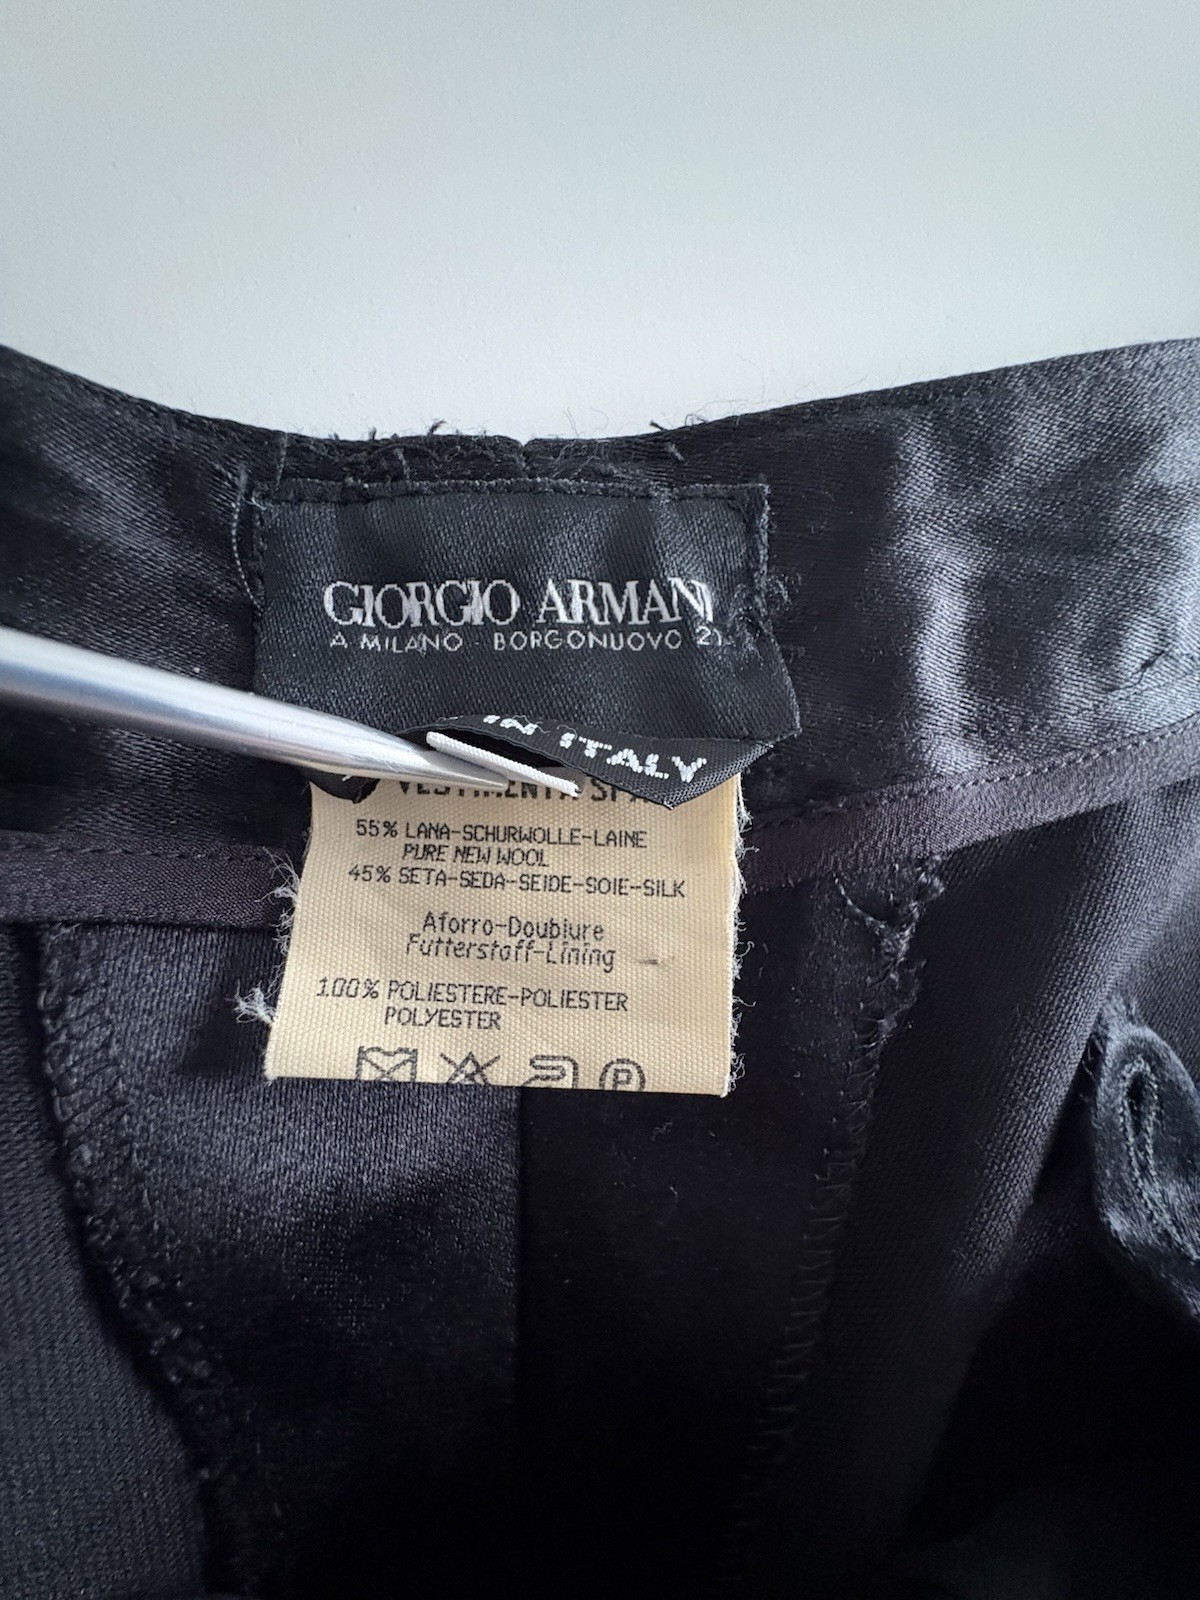 GIORGIO ARMANI
A MILANO - BORGONUOVO 21
IN ITALY
VESTIMENTA SPA
55% LANA-SCHURWOLLE-LAINE
PURE NEW WOOL
45% SETA-SEDA-SEIDE-SOIE-SILK
Aforro-Doublure
Futterstoff-Lining
100% POLIESTERE-POLIESTER
POLYESTER
P